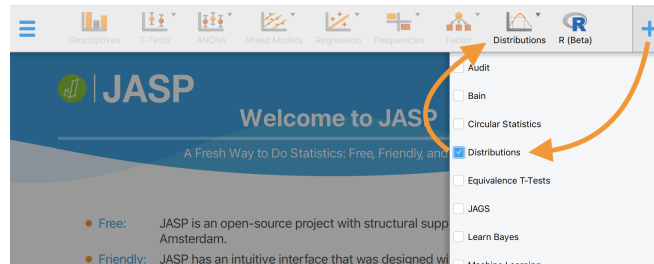 Descriptives T-Tests ANOVA Mixed Models Regression Frequencies Factor Distributions R (Beta)
Audit
Bain
Circular Statistics
Distributions
Equivalence T-Tests
JAGS
Learn Bayes
Machine Learning
JASP
Welcome to JASP
A Fresh Way to Do Statistics: Free, Friendly, and
Free: JASP is an open-source project with structural supp
Amsterdam.
Friendly: JASP has an intuitive interface that was designed wi